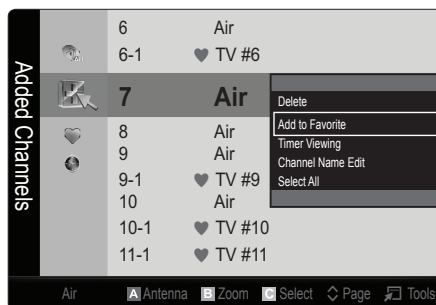 Added Channels
6 Air
6-1 ♥ TV #6
7 Air
8 Air
9 Air
9-1 ♥ TV #9
10 Air
10-1 ♥ TV #10
11-1 ♥ TV #11
Delete
Add to Favorite
Timer Viewing
Channel Name Edit
Select All
Air A Antenna B Zoom C Select Page Tools